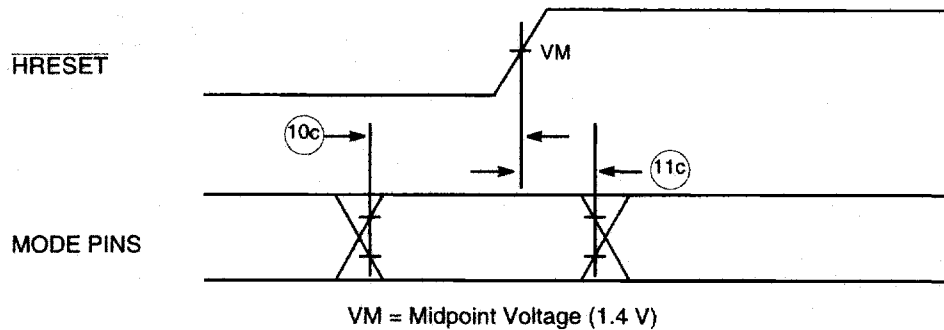 HRESET
VM
10c
11c
MODE PINS
VM = Midpoint Voltage (1.4 V)